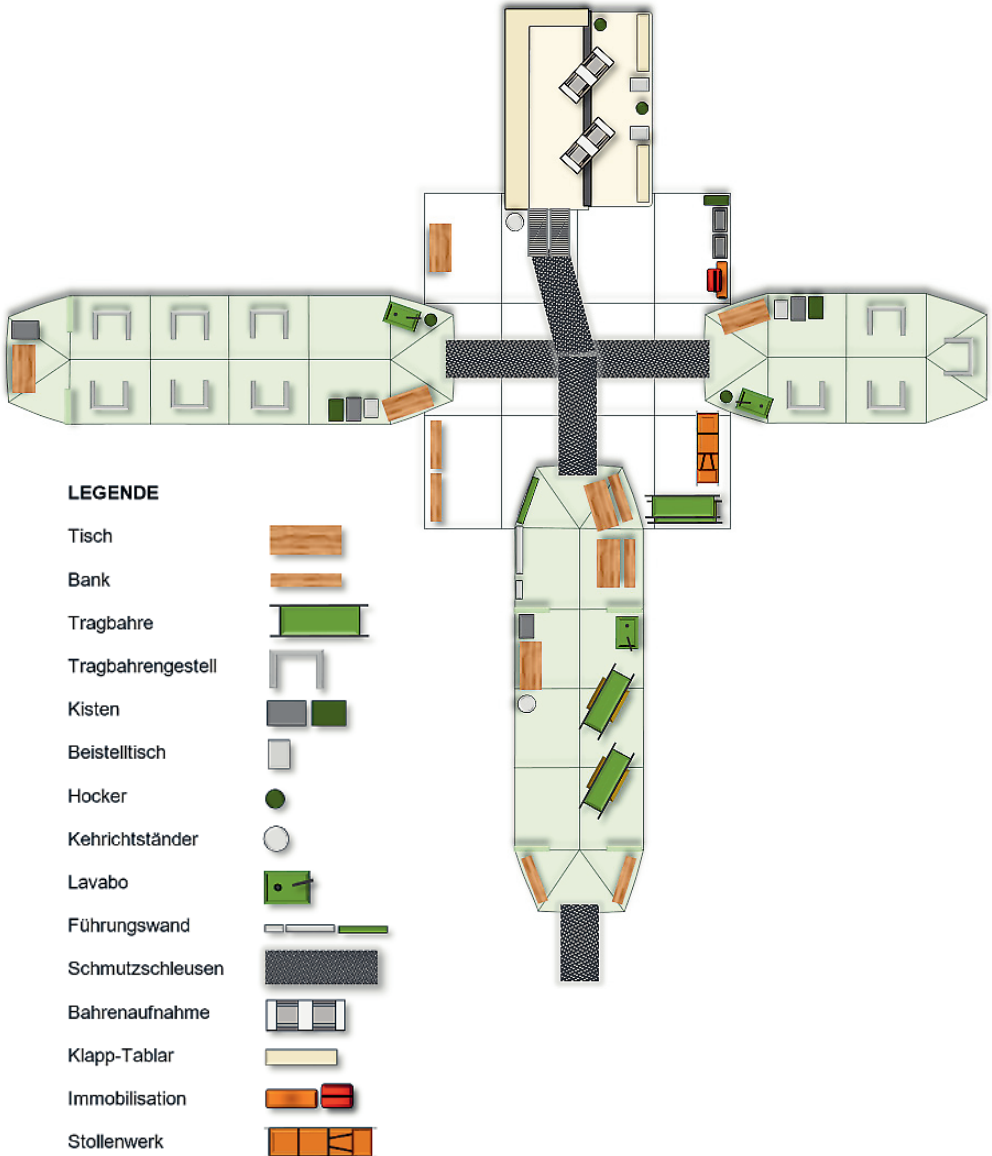 LEGENDE
Tisch
Bank
Tragbahre
Tragbahrengestell
Kisten
Beistelltisch
Hocker
Kehrichtständer
Lavabo
Führungswand
Schmutzschleusen
Bahrenaufnahme
Klapp-Tablar
Immobilisation
Stollenwerk